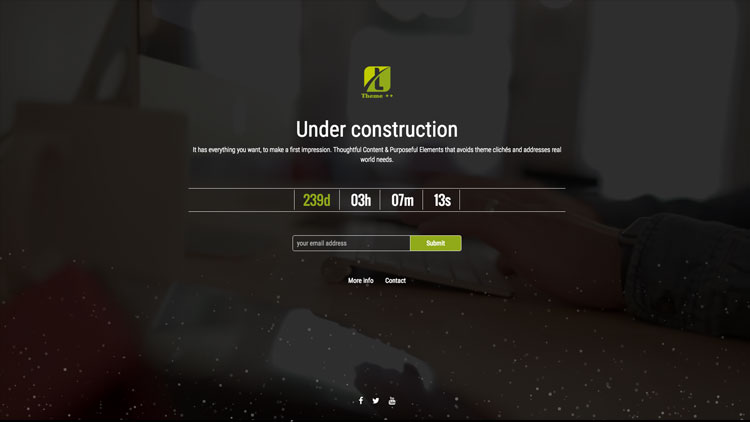 Theme ++
Under construction
It has everything you want, to make a first impression. Thoughtful Content & Purposeful Elements that avoids theme clichés and addresses real
world needs.
239d 03h 07m 13s
your email address Submit
More info Contact